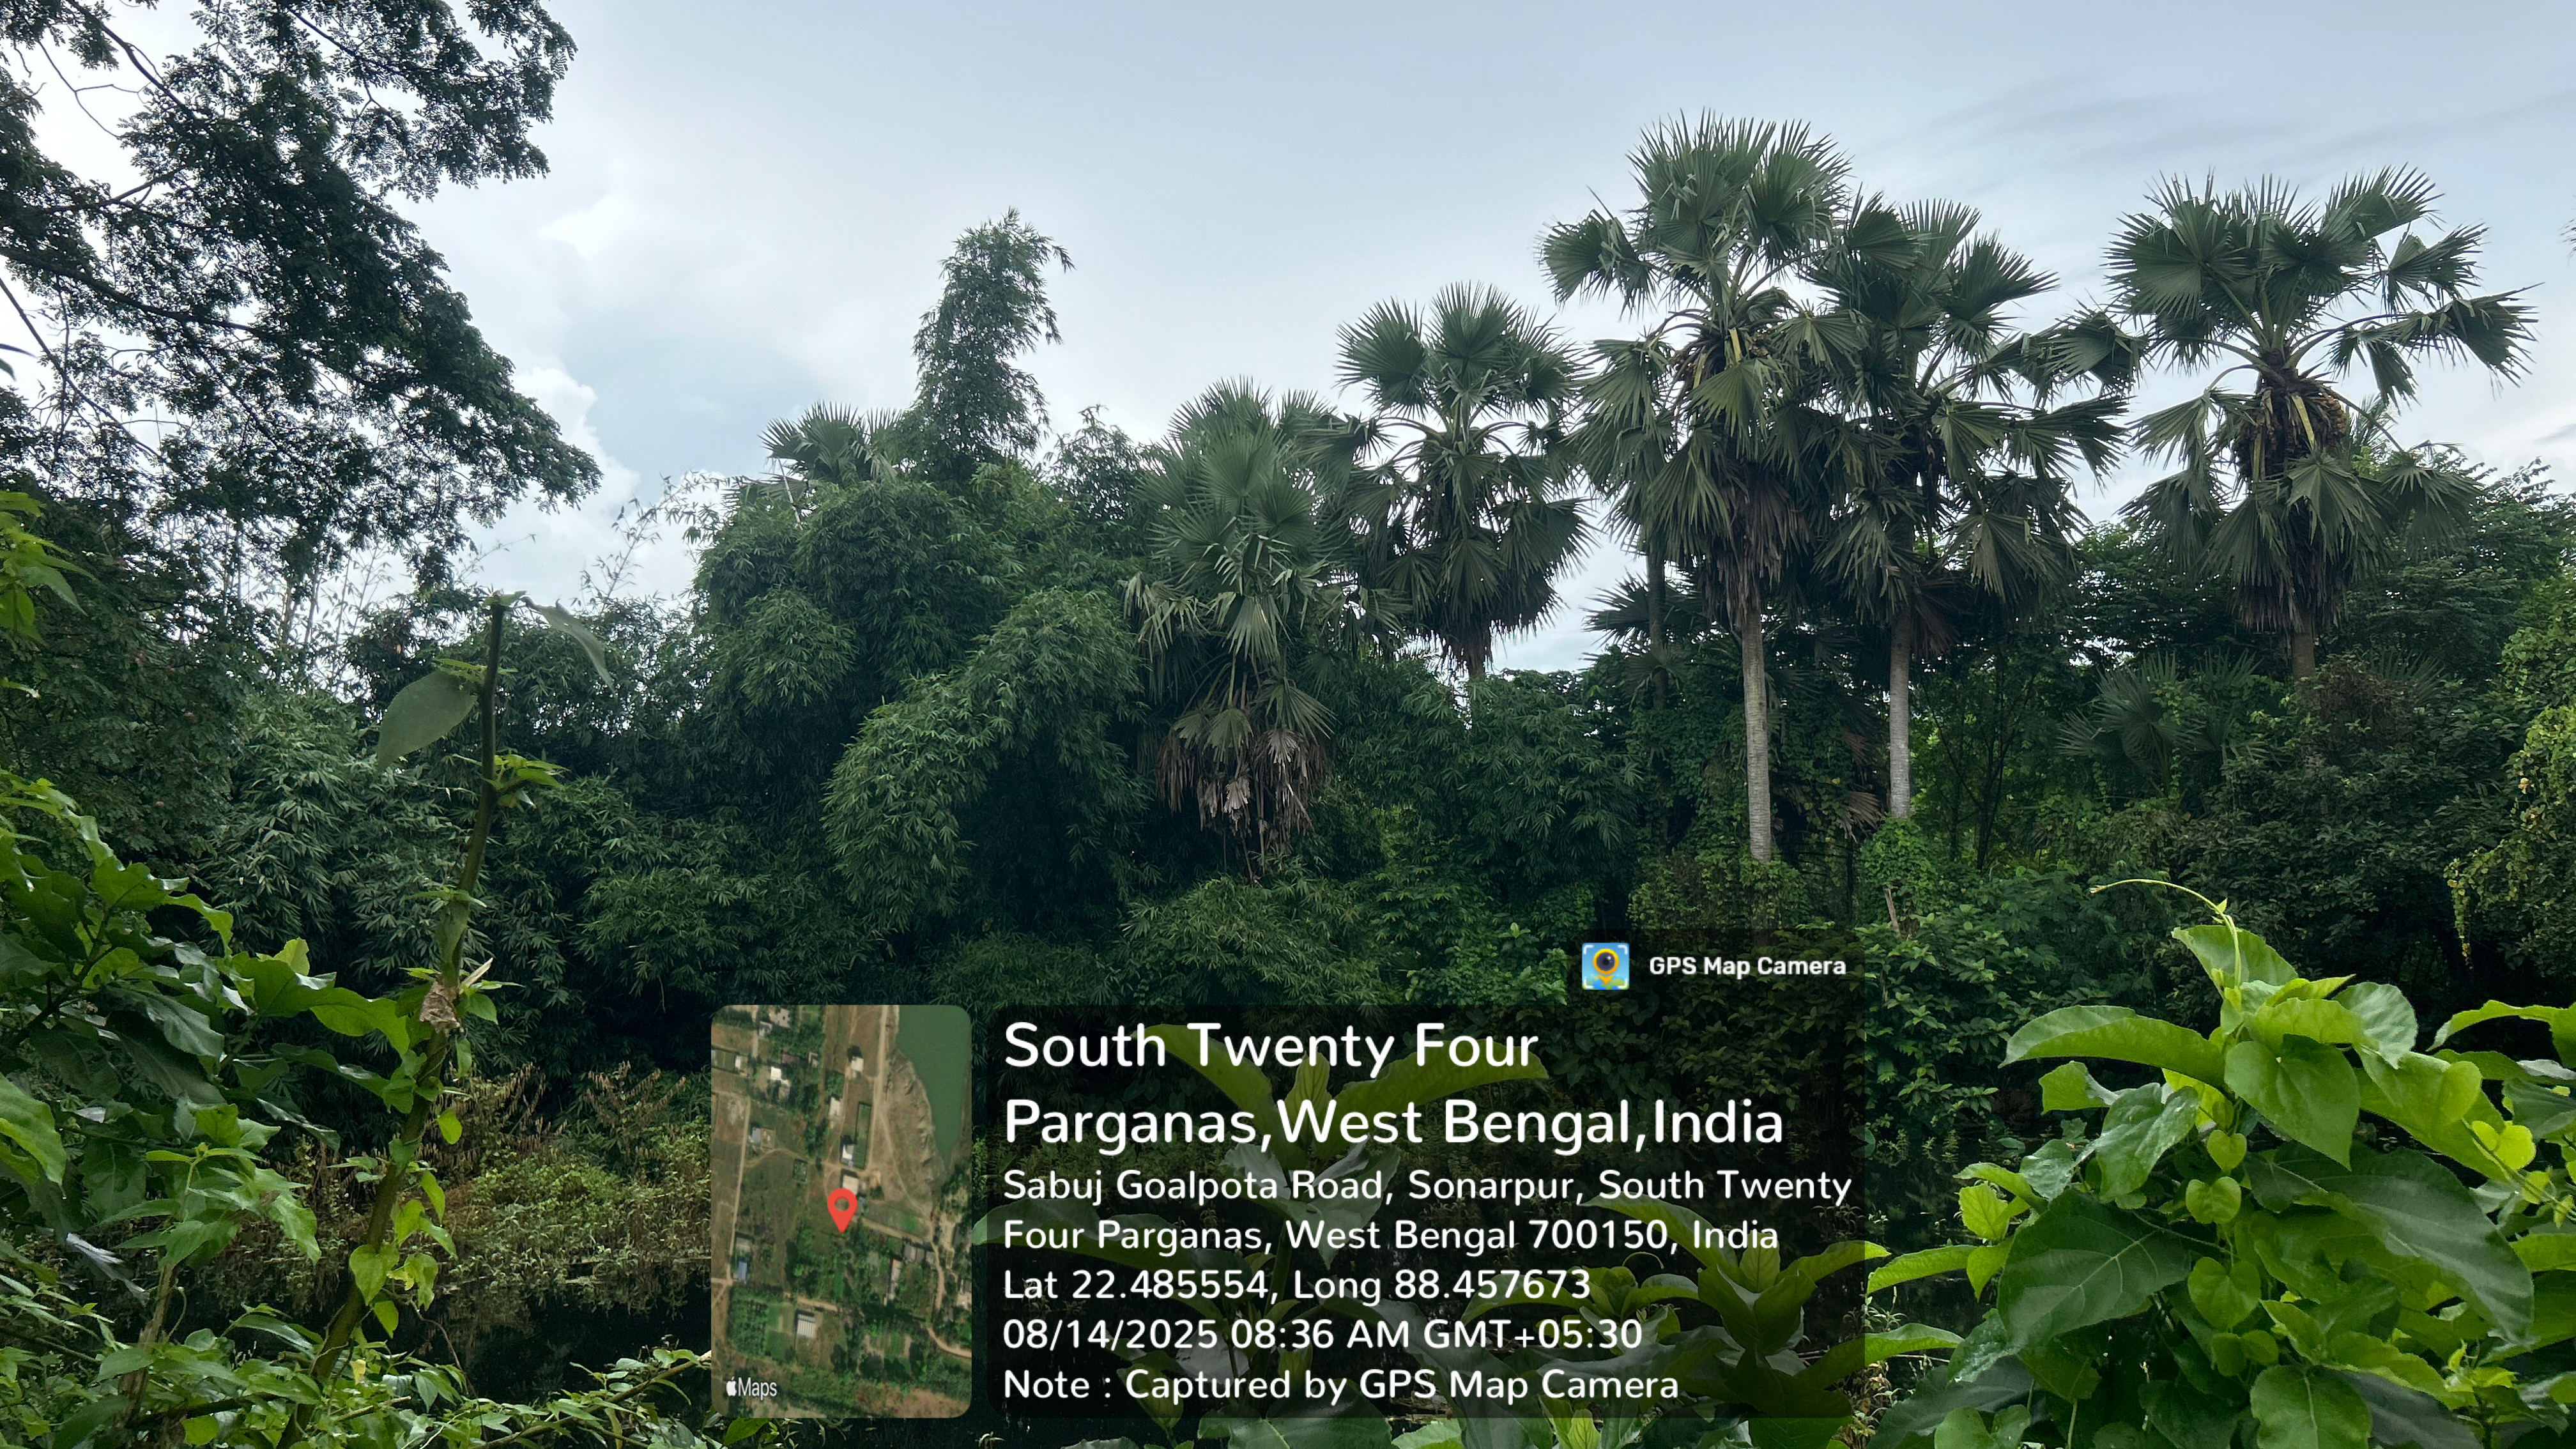 GPS Map Camera
South Twenty Four
Parganas,West Bengal,India
Sabuj Goalpota Road, Sonarpur, South Twenty
Four Parganas, West Bengal 700150, India
Lat 22.485554, Long 88.457673
08/14/2025 08:36 AM GMT+05:30
Note : Captured by GPS Map Camera
Maps